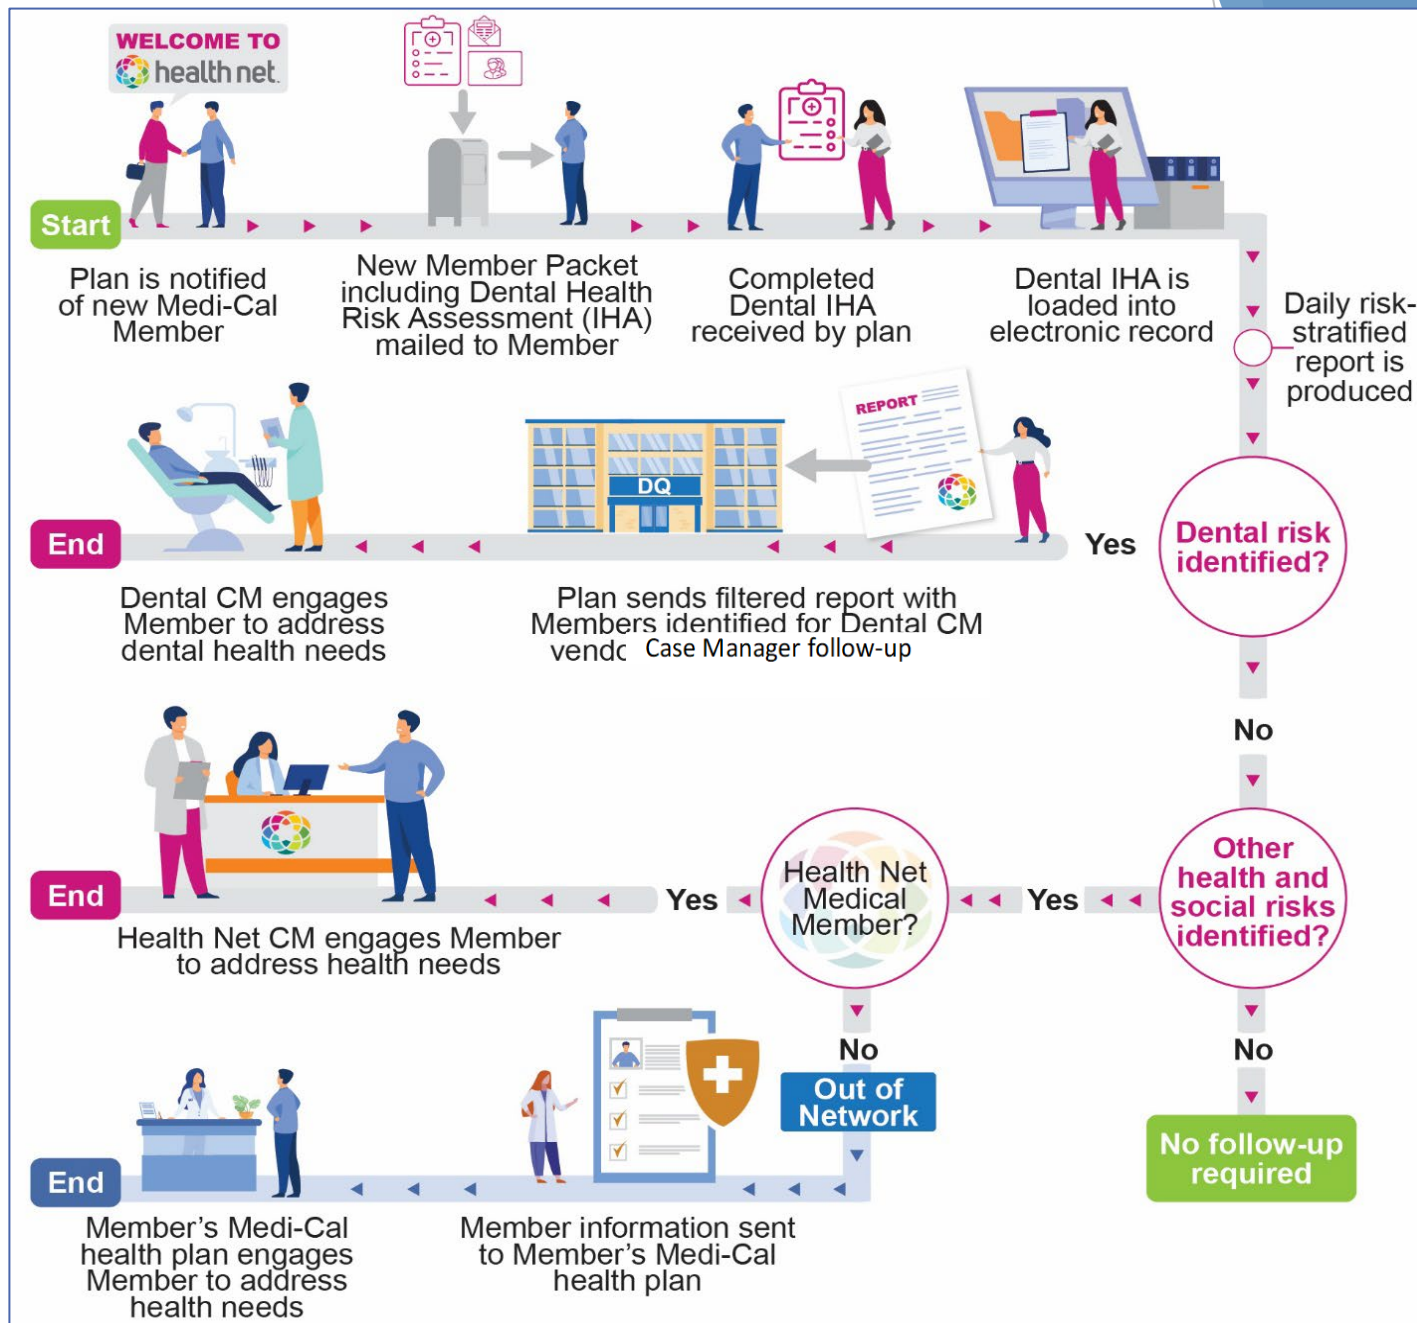 WELCOME TO
health net.
Start
Plan is notified
of new Medi-Cal
Member
New Member Packet
including Dental Health
Risk Assessment (IHA)
mailed to Member
Completed
Dental IHA
received by plan
Dental IHA is
loaded into
electronic record
Daily risk-
stratified
report is
produced
Dental risk
identified?
Yes
REPORT
DQ
Plan sends filtered report with
Members identified for Dental CM
Case Manager follow-up
End
Dental CM engages
Member to address
dental health needs
No
Other
health and
social risks
identified?
Yes
Health Net
Medical
Member?
Yes
End
Health Net CM engages Member
to address health needs
No
Out of
Network
Member information sent
to Member's Medi-Cal
health plan
End
Member's Medi-Cal
health plan engages
Member to address
health needs
No
No follow-up
required